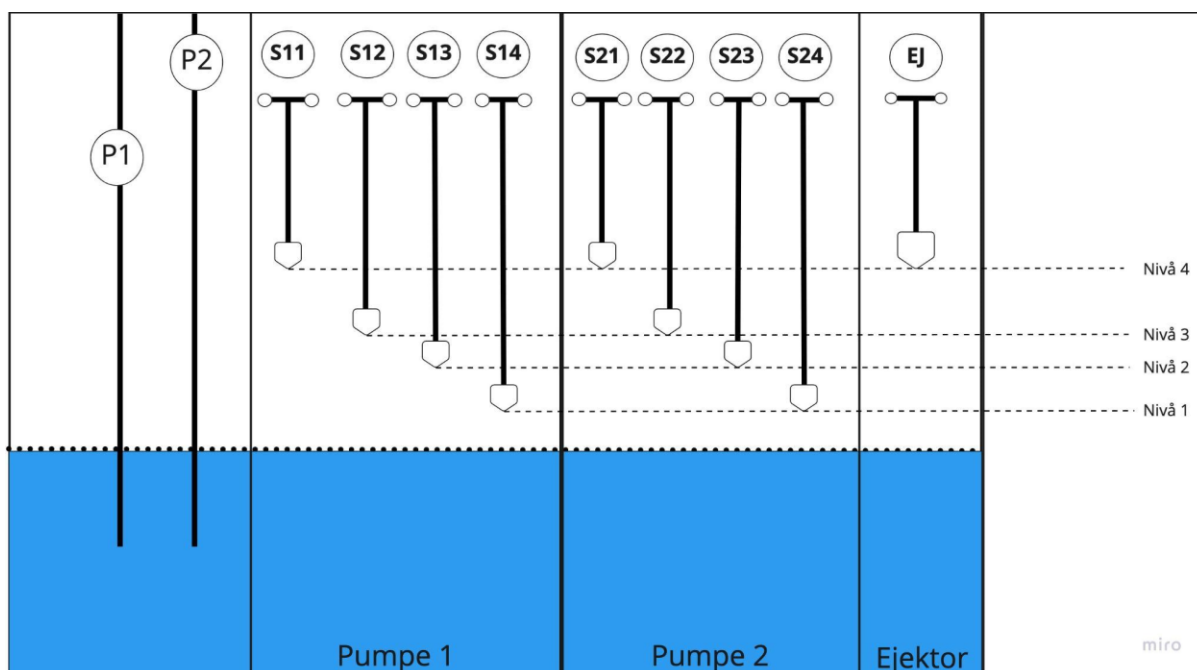 P1
P2
S11
S12
S13
S14
S21
S22
S23
S24
EJ
Nivå 4
Nivå 3
Nivå 2
Nivå 1
Pumpe 1
Pumpe 2
Ejektor
miro